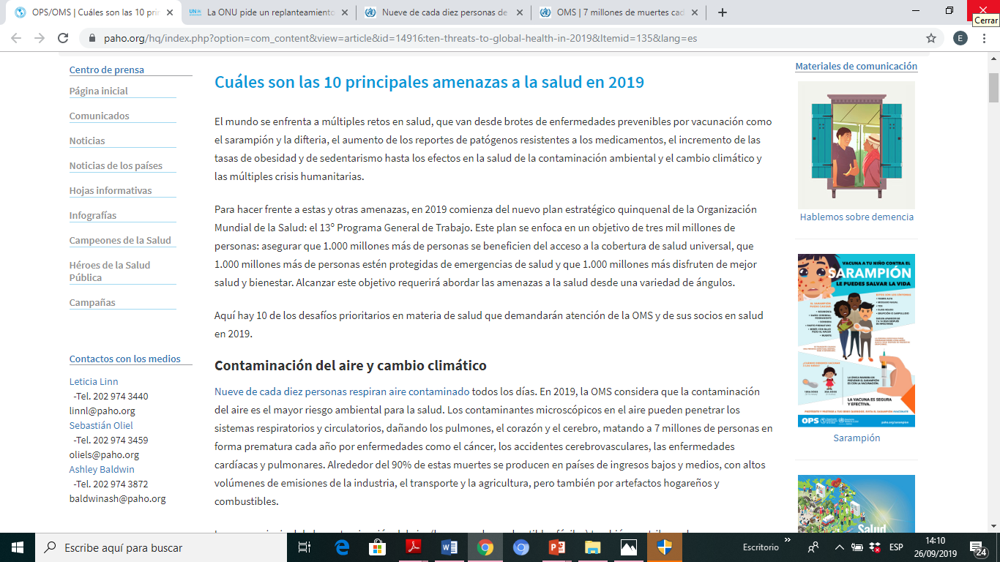 OPS/OMS | Cuáles son las 10 prin
La ONU pide un replanteamiento
Nueve de cada diez personas de
OMS | 7 millones de muertes cad
Cerrar
paho.org/hq/index.php?option=com_content&view=article&id=14916:ten-threats-to-global-health-in-2019&Itemid=135&lang=es
E
Centro de prensa
Página inicial
Comunicados
Noticias
Noticias de los países
Hojas informativas
Infografías
Campeones de la Salud
Héroes de la Salud
Pública
Campañas
Contactos con los medios
Leticia Linn
-Tel. 202 974 3440
linnl@paho.org
Sebastián Oliel
-Tel. 202 974 3459
oliels@paho.org
Ashley Baldwin
-Tel. 202 974 3872
baldwinash@paho.org
Cuáles son las 10 principales amenazas a la salud en 2019
El mundo se enfrenta a múltiples retos en salud, que van desde brotes de enfermedades prevenibles por vacunación como
el sarampión y la difteria, el aumento de los reportes de patógenos resistentes a los medicamentos, el incremento de las
tasas de obesidad y de sedentarismo hasta los efectos en la salud de la contaminación ambiental y el cambio climático y
las múltiples crisis humanitarias.
Para hacer frente a estas y otras amenazas, en 2019 comienza del nuevo plan estratégico quinquenal de la Organización
Mundial de la Salud: el 13º Programa General de Trabajo. Este plan se enfoca en un objetivo de tres mil millones de
personas: asegurar que 1.000 millones más de personas se beneficien del acceso a la cobertura de salud universal, que
1.000 millones más de personas estén protegidas de emergencias de salud y que 1.000 millones más disfruten de mejor
salud y bienestar. Alcanzar este objetivo requerirá abordar las amenazas a la salud desde una variedad de ángulos.
Aquí hay 10 de los desafíos prioritarios en materia de salud que demandarán atención de la OMS y de sus socios en salud
en 2019.
Contaminación del aire y cambio climático
Nueve de cada diez personas respiran aire contaminado todos los días. En 2019, la OMS considera que la contaminación
del aire es el mayor riesgo ambiental para la salud. Los contaminantes microscópicos en el aire pueden penetrar los
sistemas respiratorios y circulatorios, dañando los pulmones, el corazón y el cerebro, matando a 7 millones de personas en
forma prematura cada año por enfermedades como el cáncer, los accidentes cerebrovasculares, las enfermedades
cardíacas y pulmonares. Alrededor del 90% de estas muertes se producen en países de ingresos bajos y medios, con altos
volúmenes de emisiones de la industria, el transporte y la agricultura, pero también por artefactos hogareños y
combustibles.
Materiales de comunicación
Hablemos sobre demencia
VACUNA A TU NIÑO CONTRA EL
SARAMPIÓN
LE PUEDES SALVAR LA VIDA
LA VACUNA ES SEGURA
Y EFECTIVA.
OPS
paho.org/sarampion
Sarampión
Salud
Escribe aquí para buscar
Escritorio
ESP
14:10
26/09/2019
24